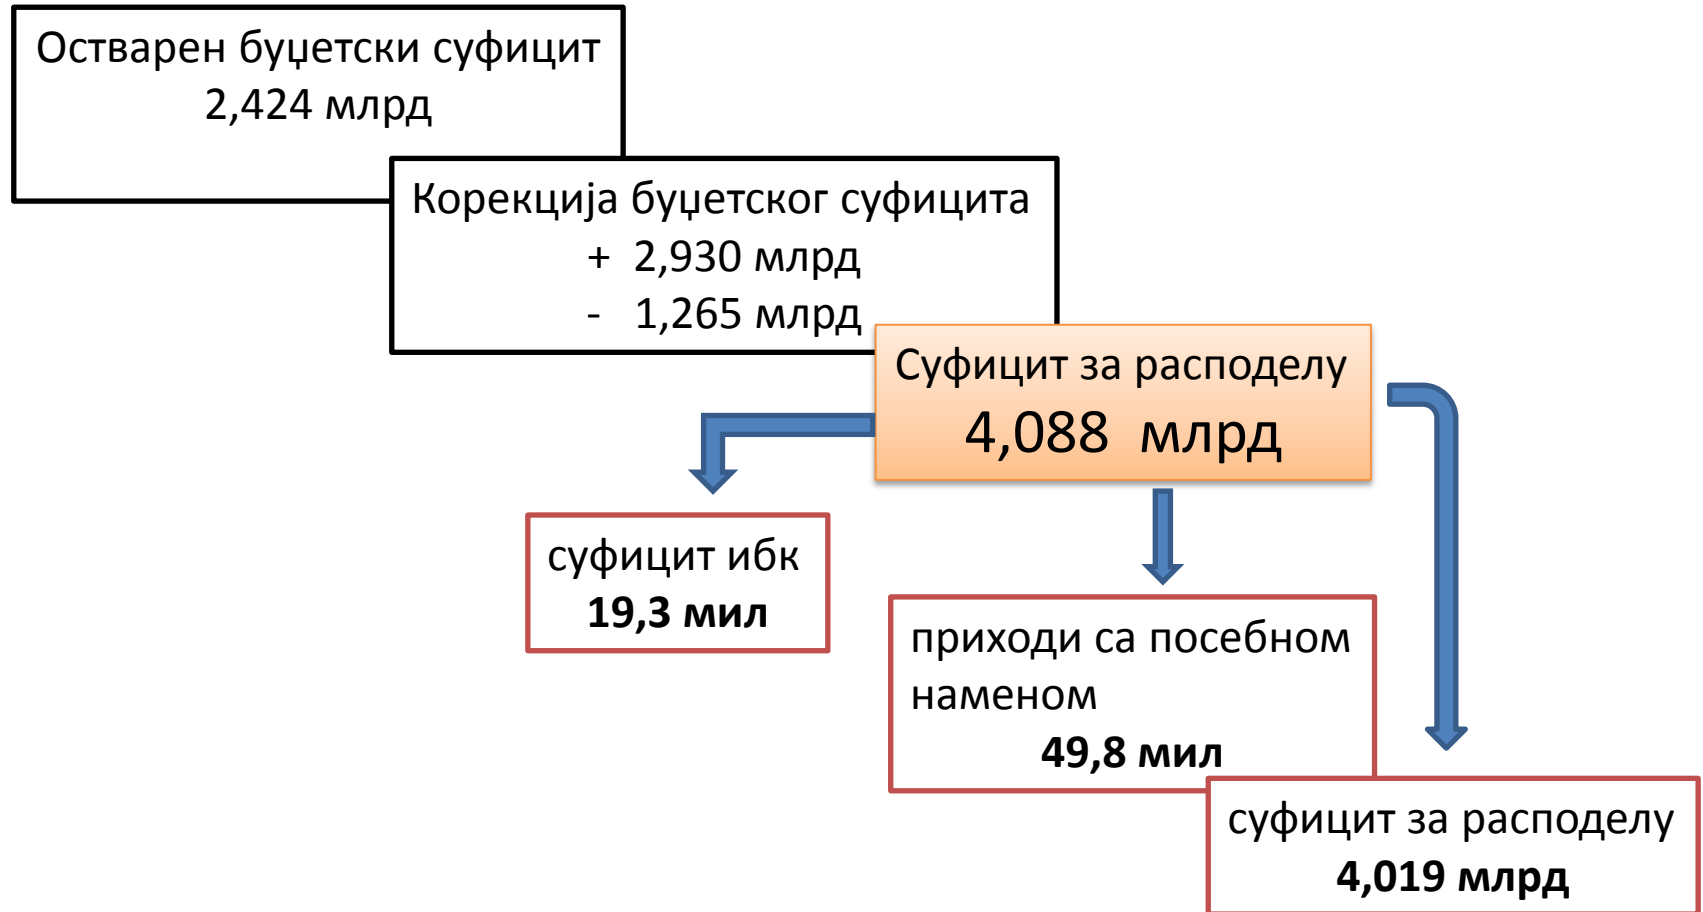 Остварен буџетски суфицит
2,424 млрд
Корекција буџетског суфицита
+ 2,930 млрд
- 1,265 млрд
Суфицит за расподелу
4,088 млрд
суфицит ибк
19,3 мил
приходи са посебном
наменом
49,8 мил
суфицит за расподелу
4,019 млрд